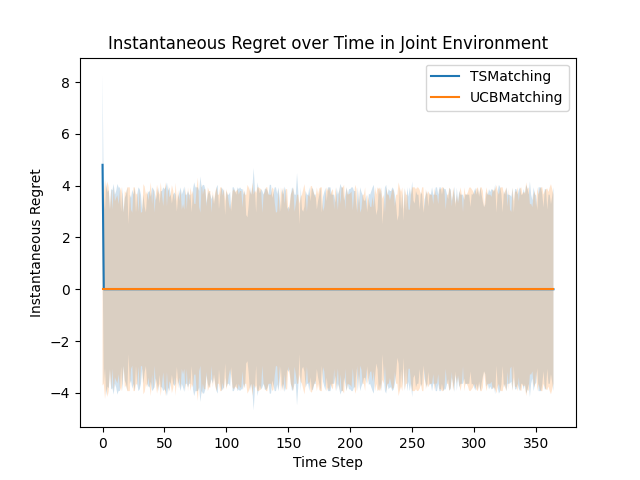 Instantaneous Regret over Time in Joint Environment
TSMatching
UCBMatching
Instantaneous Regret
8
6
4
2
0
−2
−4
0 50 100 150 200 250 300 350
Time Step